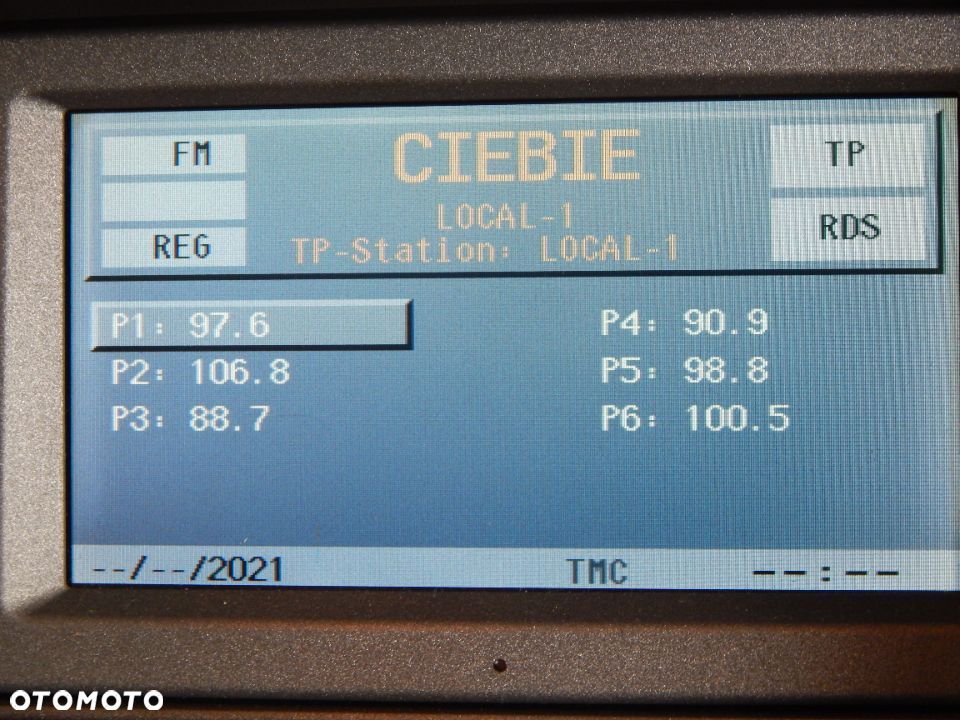 FM
REG
CIEBIE
LOCAL-1
TP-Station: LOCAL-1
TP
RDS
P1: 97.6
P2: 106.8
P3: 88.7
P4: 90.9
P5: 98.8
P6: 100.5
--/--/2021
TMC
--:--
OTOMOTO